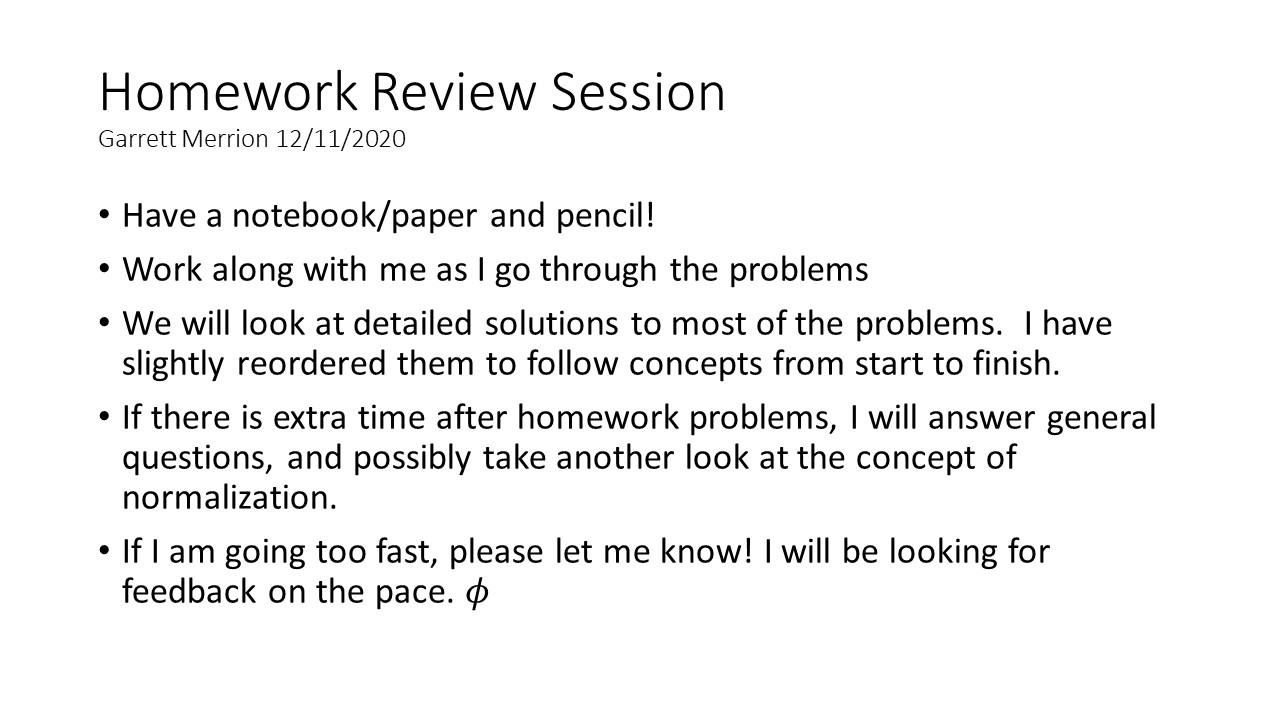 Homework Review Session
Garrett Merrion 12/11/2020
• Have a notebook/paper and pencil!
• Work along with me as I go through the problems
• We will look at detailed solutions to most of the problems.  I have
slightly reordered them to follow concepts from start to finish.
• If there is extra time after homework problems, I will answer general
questions, and possibly take another look at the concept of
normalization.
• If I am going too fast, please let me know! I will be looking for
feedback on the pace. 𝜙